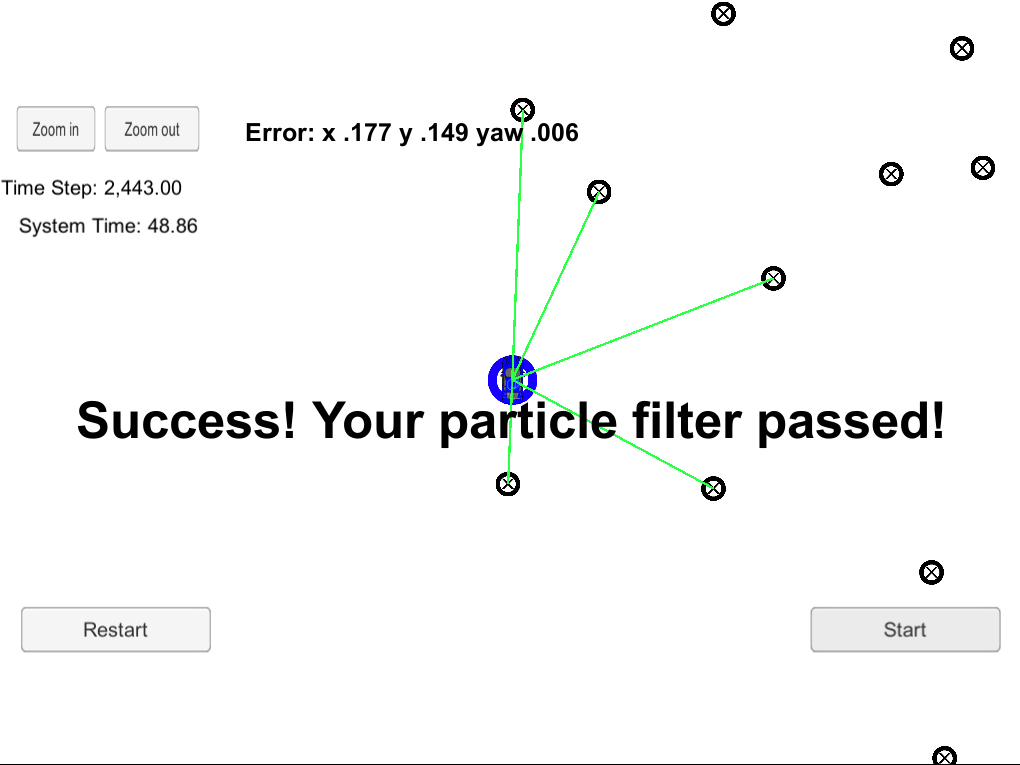 Zoom in
Zoom out
Error: x .177 y .149 yaw .006
Time Step: 2,443.00
System Time: 48.86
Success! Your particle filter passed!
Restart
Start